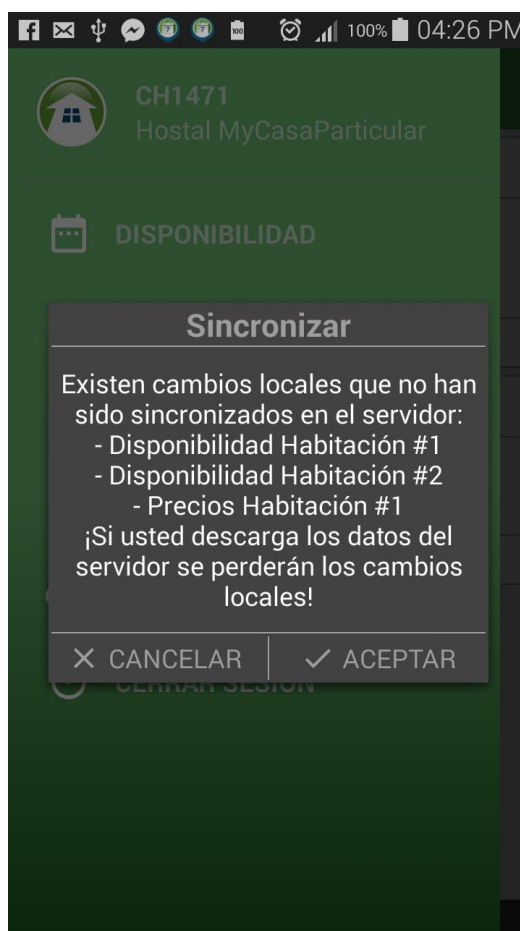 100% 04:26 PM
CH1471
Hostal MyCasaParticular
DISPONIBILIDAD
Sincronizar
Existen cambios locales que no han
sido sincronizados en el servidor:
- Disponibilidad Habitación #1
- Disponibilidad Habitación #2
- Precios Habitación #1
¡Si usted descarga los datos del
servidor se perderán los cambios
locales!
CANCELAR
ACEPTAR
CERRAR SESIÓN